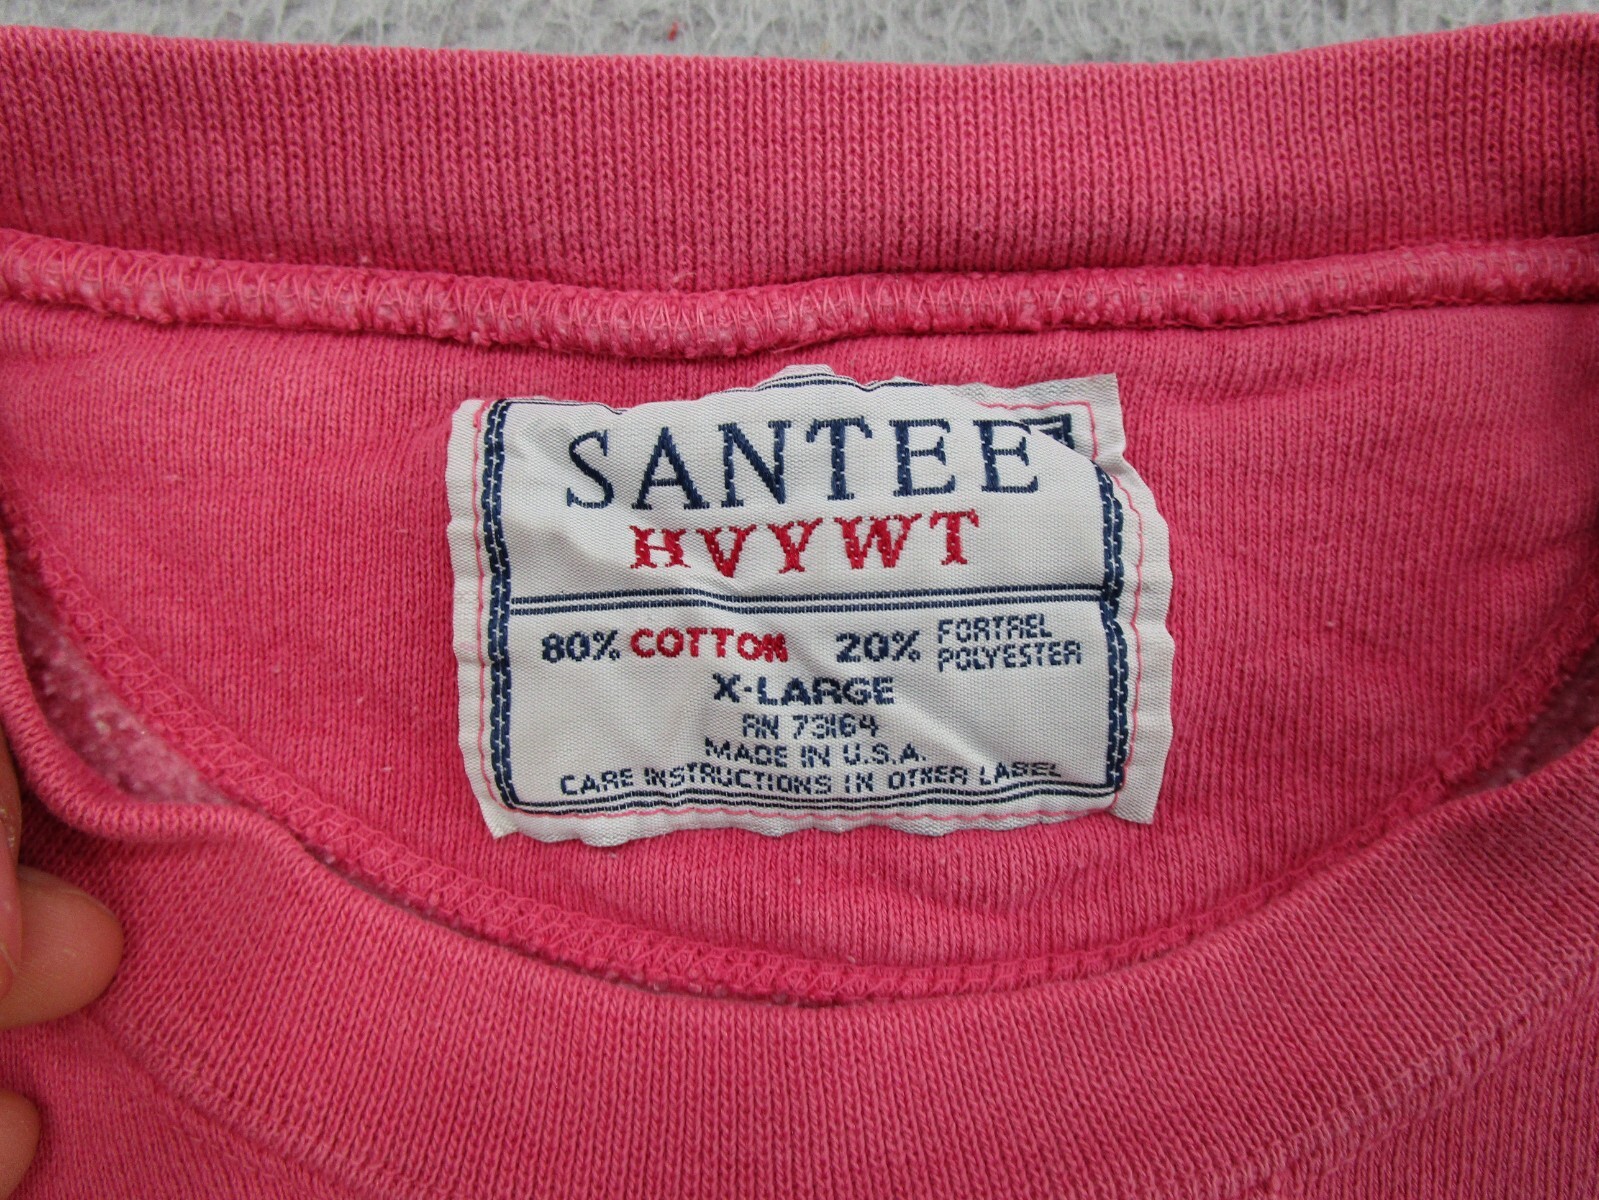 SANTEE
HVYWT
80% COTTON 20% FORTREL POLYESTER
X-LARGE
RN 73164
MADE IN U.S.A.
CARE INSTRUCTIONS IN OTHER LABEL